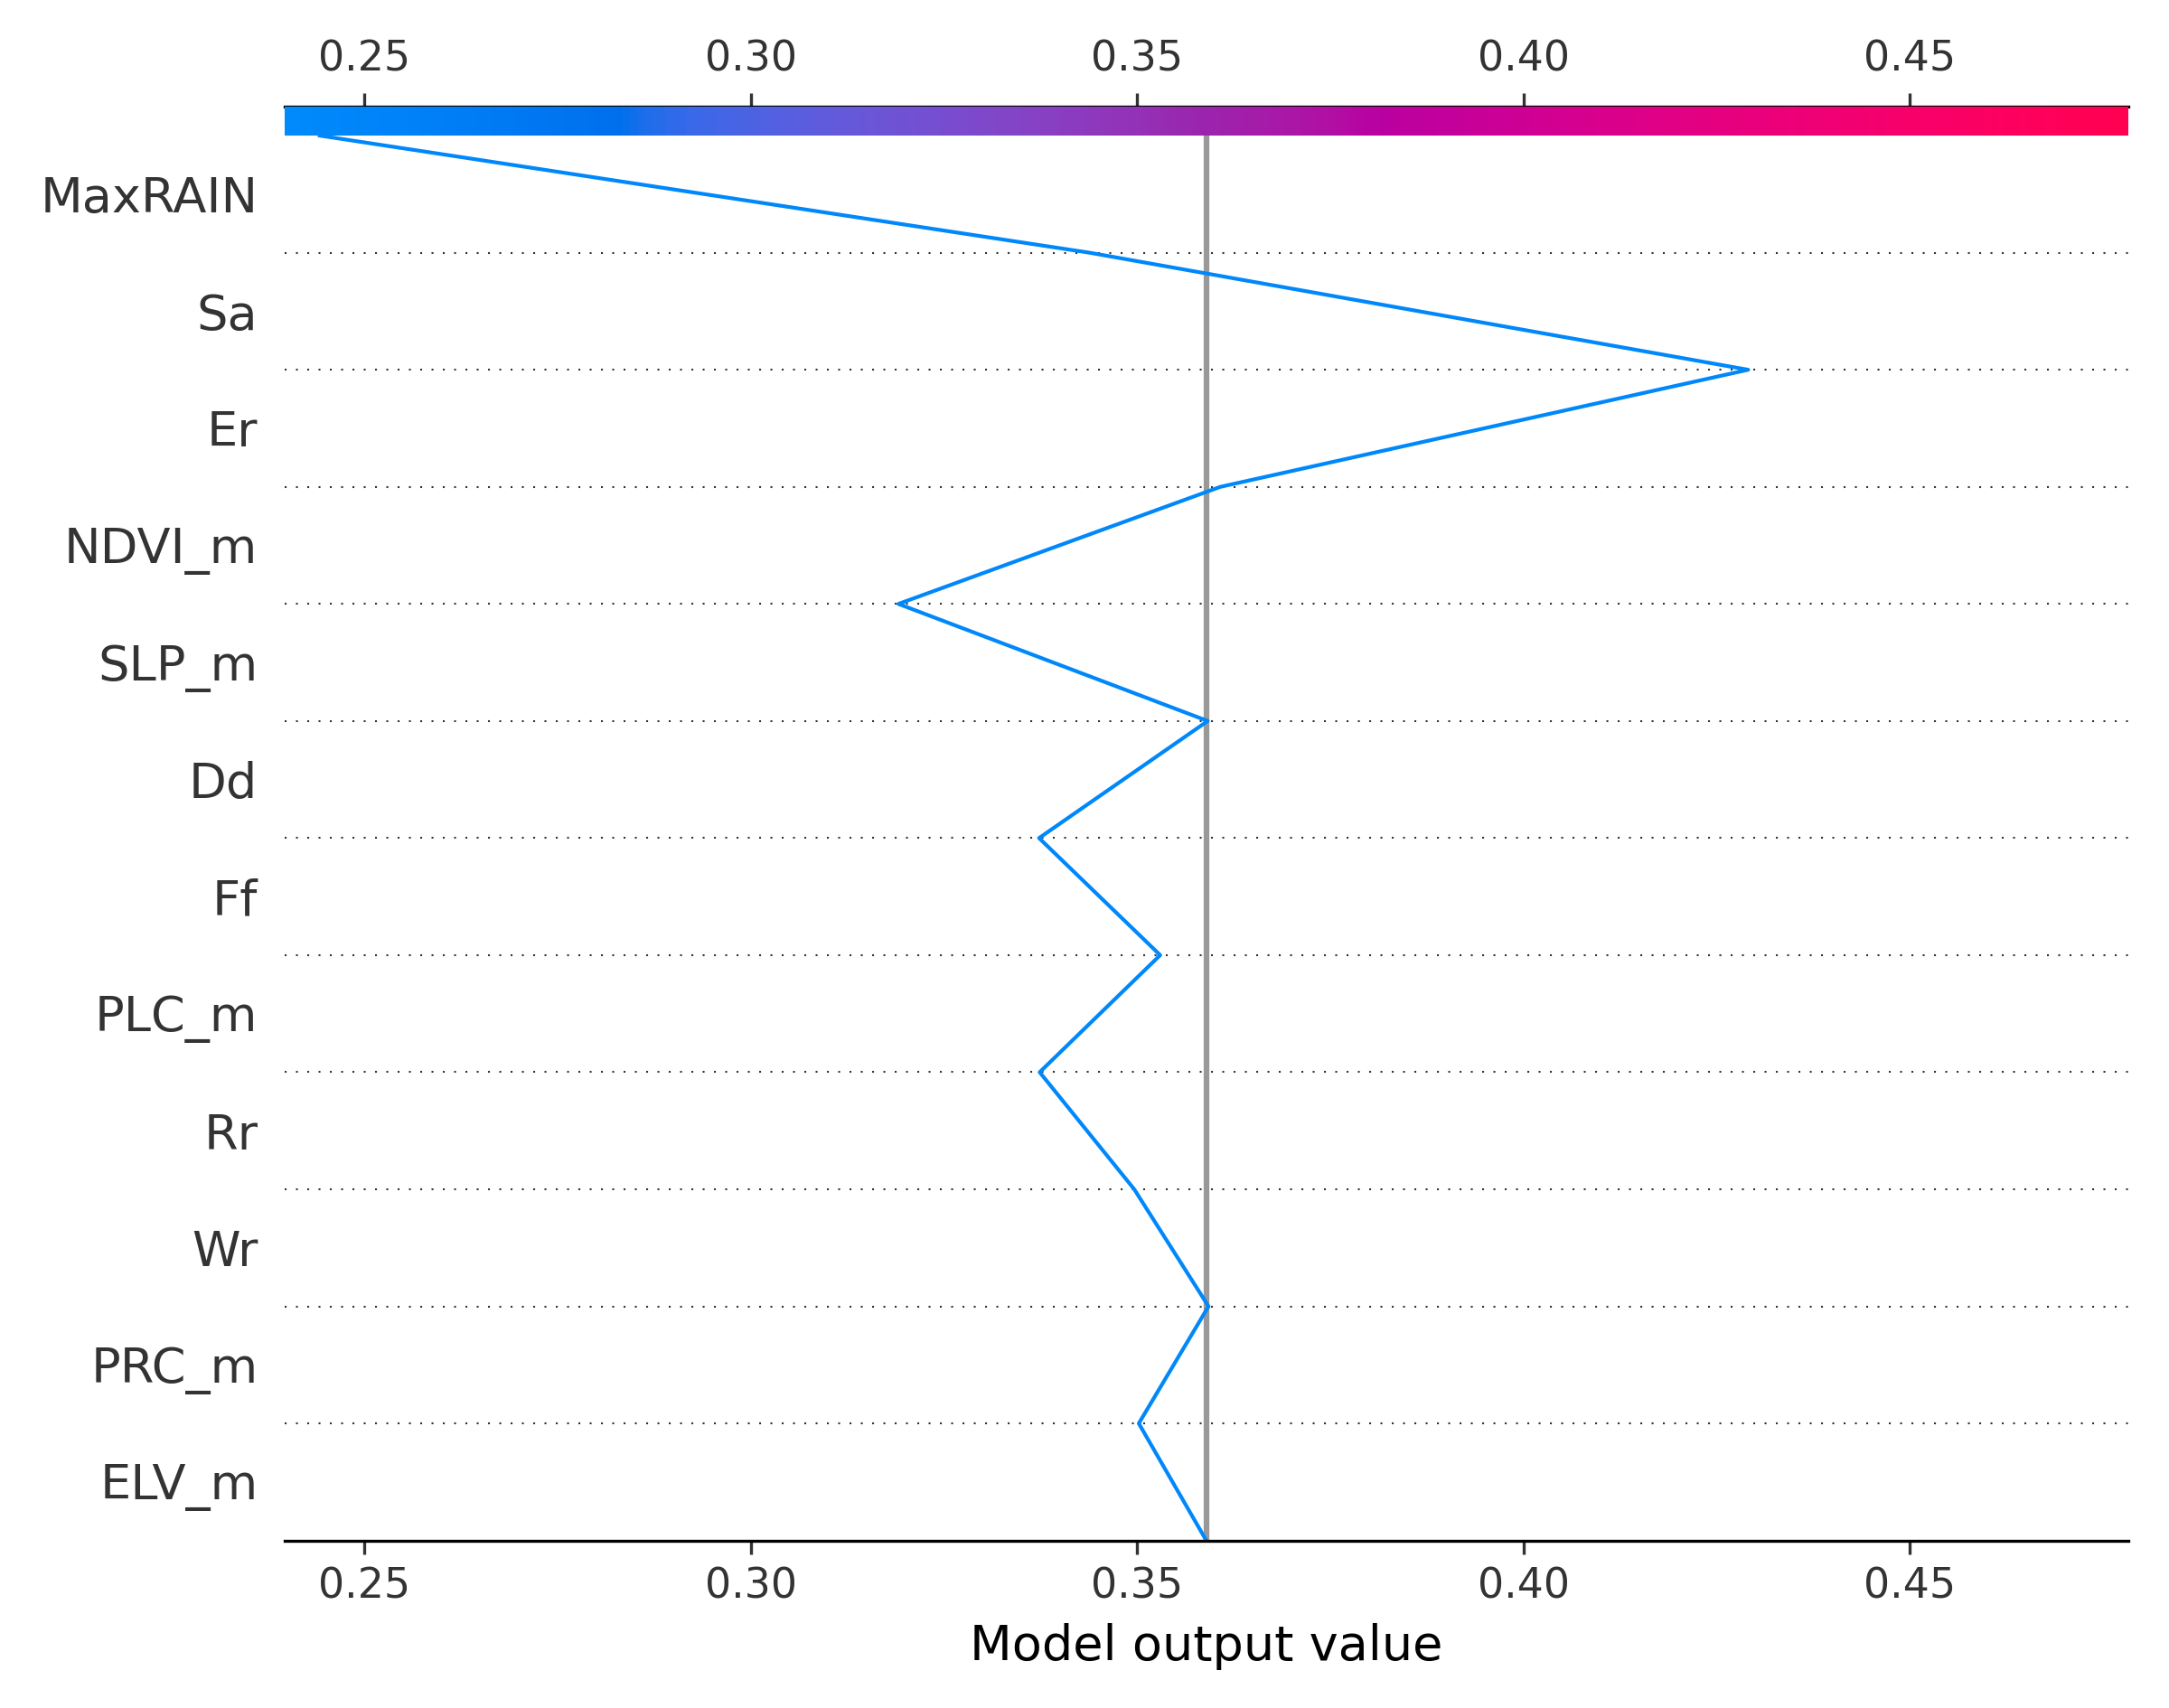 0.25 0.30 0.35 0.40 0.45
MaxRAIN
Sa
Er
NDVI_m
SLP_m
Dd
Ff
PLC_m
Rr
Wr
PRC_m
ELV_m
0.25 0.30 0.35 0.40 0.45
Model output value